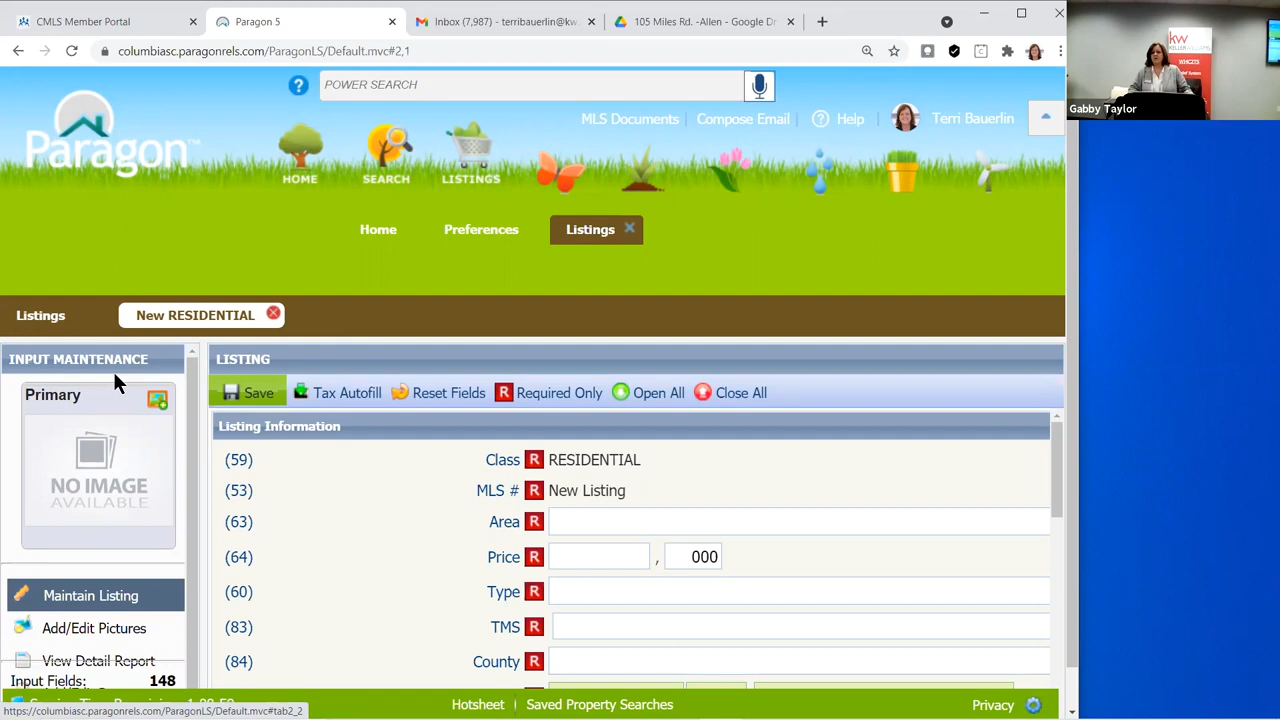 CMLS Member Portal
Paragon 5
Inbox (7,987) - terribauerlin@kw.
105 Miles Rd. -Allen - Google Dr
columbiasc.paragonrels.com/ParagonLS/Default.mvc#2,1
kw
KELLERWILLIAMS
Gabby Taylor
POWER SEARCH
MLS Documents
Compose Email
Help
Terri Bauerlin
Paragon
HOME
SEARCH
LISTINGS
Home
Preferences
Listings
Listings
New RESIDENTIAL
INPUT MAINTENANCE
LISTING
Primary
Save
Tax Autofill
Reset Fields
R Required Only
Open All
Close All
Listing Information
(59) Class R RESIDENTIAL
NO IMAGE
AVAILABLE
(53) MLS # R New Listing
(63) Area R
(64) Price R , 000
Maintain Listing
(60) Type R
Add/Edit Pictures
(83) TMS R
View Detail Report
(84) County R
Input Fields: 148
https://columbiasc.paragonrels.com/ParagonLS/Default.mvc#tab2_2
Hotsheet
Saved Property Searches
Privacy